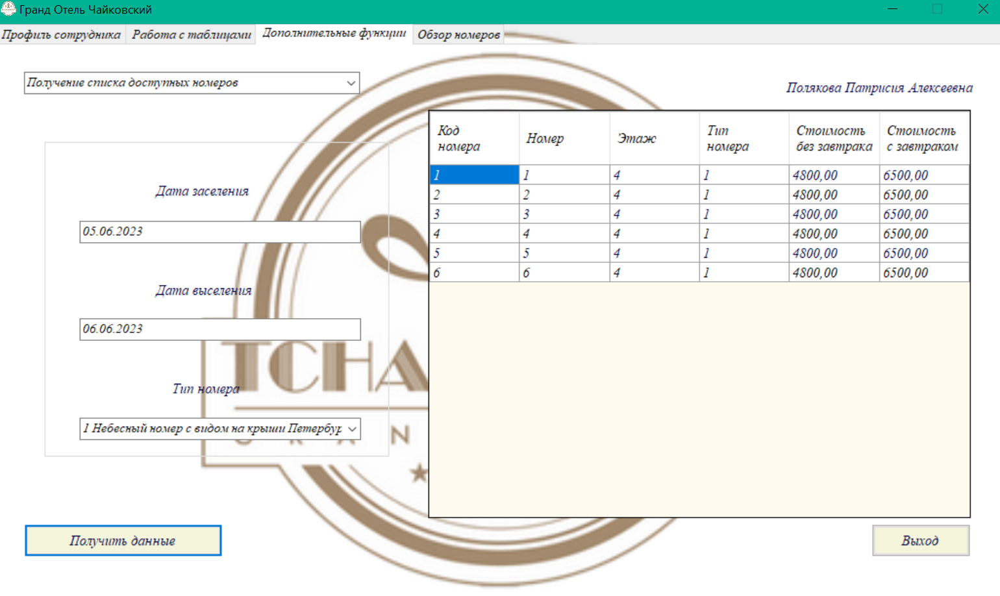 Гранд Отель Чайковский
Профиль сотрудника Работа с таблицами Дополнительные функции Обзор номеров
Получение списка доступных номеров
Полякова Патрисия Алексеевна
Дата заселения
05.06.2023
Дата выселения
06.06.2023
Тип номера
1 Небесный номер с видом на крыши Петербур
Код номера Номер Этаж Тип номера Стоимость без завтрака Стоимость с завтраком
1 1 4 1 4800,00 6500,00
2 2 4 1 4800,00 6500,00
3 3 4 1 4800,00 6500,00
4 4 4 1 4800,00 6500,00
5 5 4 1 4800,00 6500,00
6 6 4 1 4800,00 6500,00
TCHA
Получить данные
Выход